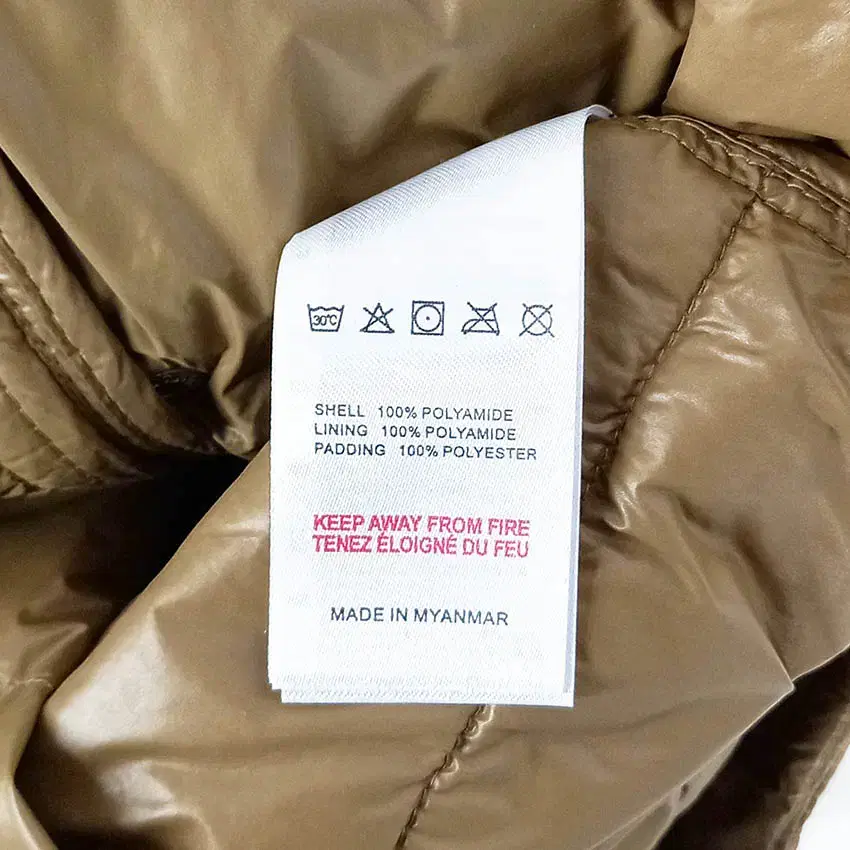 30°C
SHELL 100% POLYAMIDE
LINING 100% POLYAMIDE
PADDING 100% POLYESTER
KEEP AWAY FROM FIRE
TENEZ ÉLOIGNÉ DU FEU
MADE IN MYANMAR